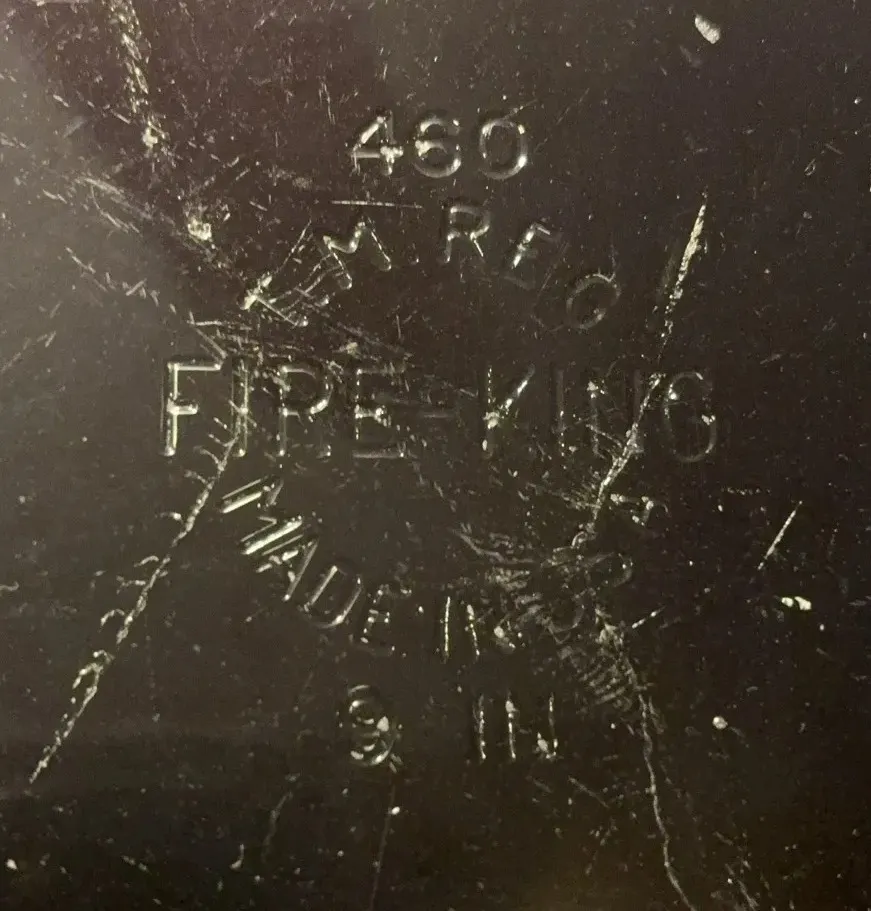 460
T.M. REG
FIRE-KING
MADE IN
9 IN